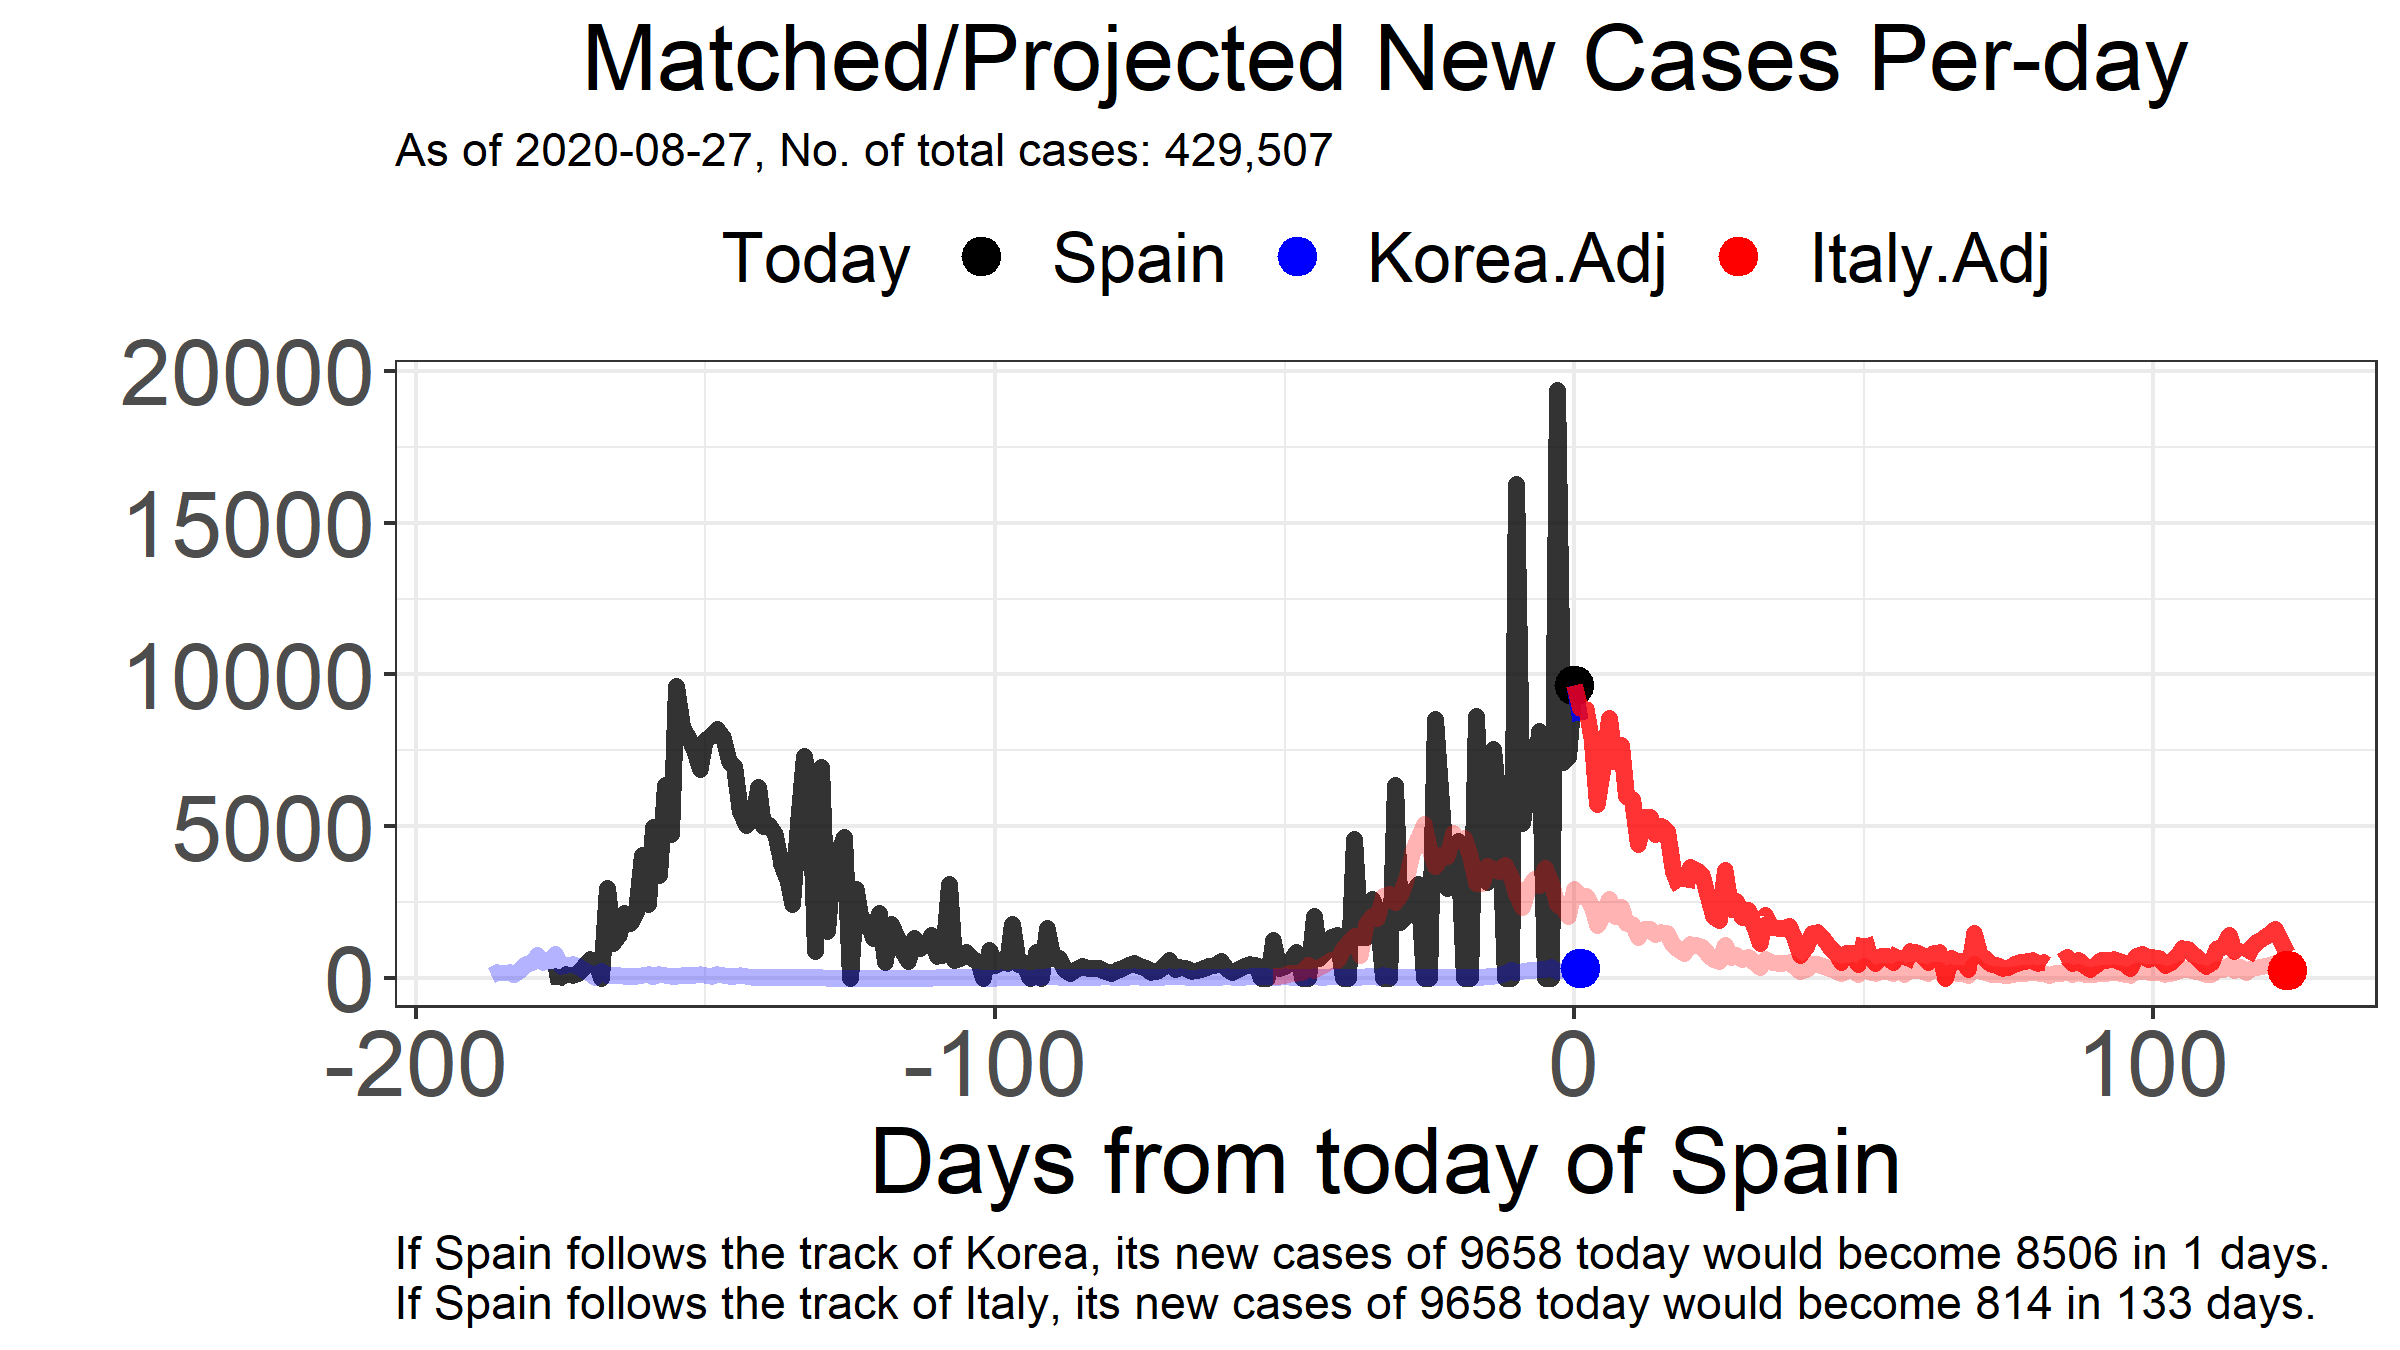 Matched/Projected New Cases Per-day
As of 2020-08-27, No. of total cases: 429,507
Today Spain Korea.Adj Italy.Adj
20000
15000
10000
5000
0
-200 -100 0 100
Days from today of Spain
If Spain follows the track of Korea, its new cases of 9658 today would become 8506 in 1 days.
If Spain follows the track of Italy, its new cases of 9658 today would become 814 in 133 days.